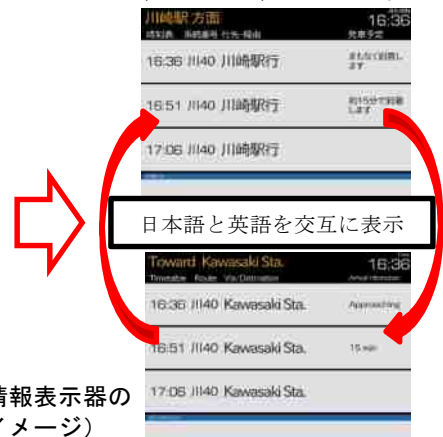 川崎駅方面 16:36
時刻表 系統番号 行先・経由 発車予定
16:36 川40 川崎駅行 まもなく到着します
16:51 川40 川崎駅行 約15分で到着します
17:06 川40 川崎駅行
日本語と英語を交互に表示
Toward Kawasaki Sta. 16:36
Timetable Route Via/Destination
16:36 川40 Kawasaki Sta. Approaching
16:51 川40 Kawasaki Sta. 15 min
17:06 川40 Kawasaki Sta.
情報表示器の
イメージ）